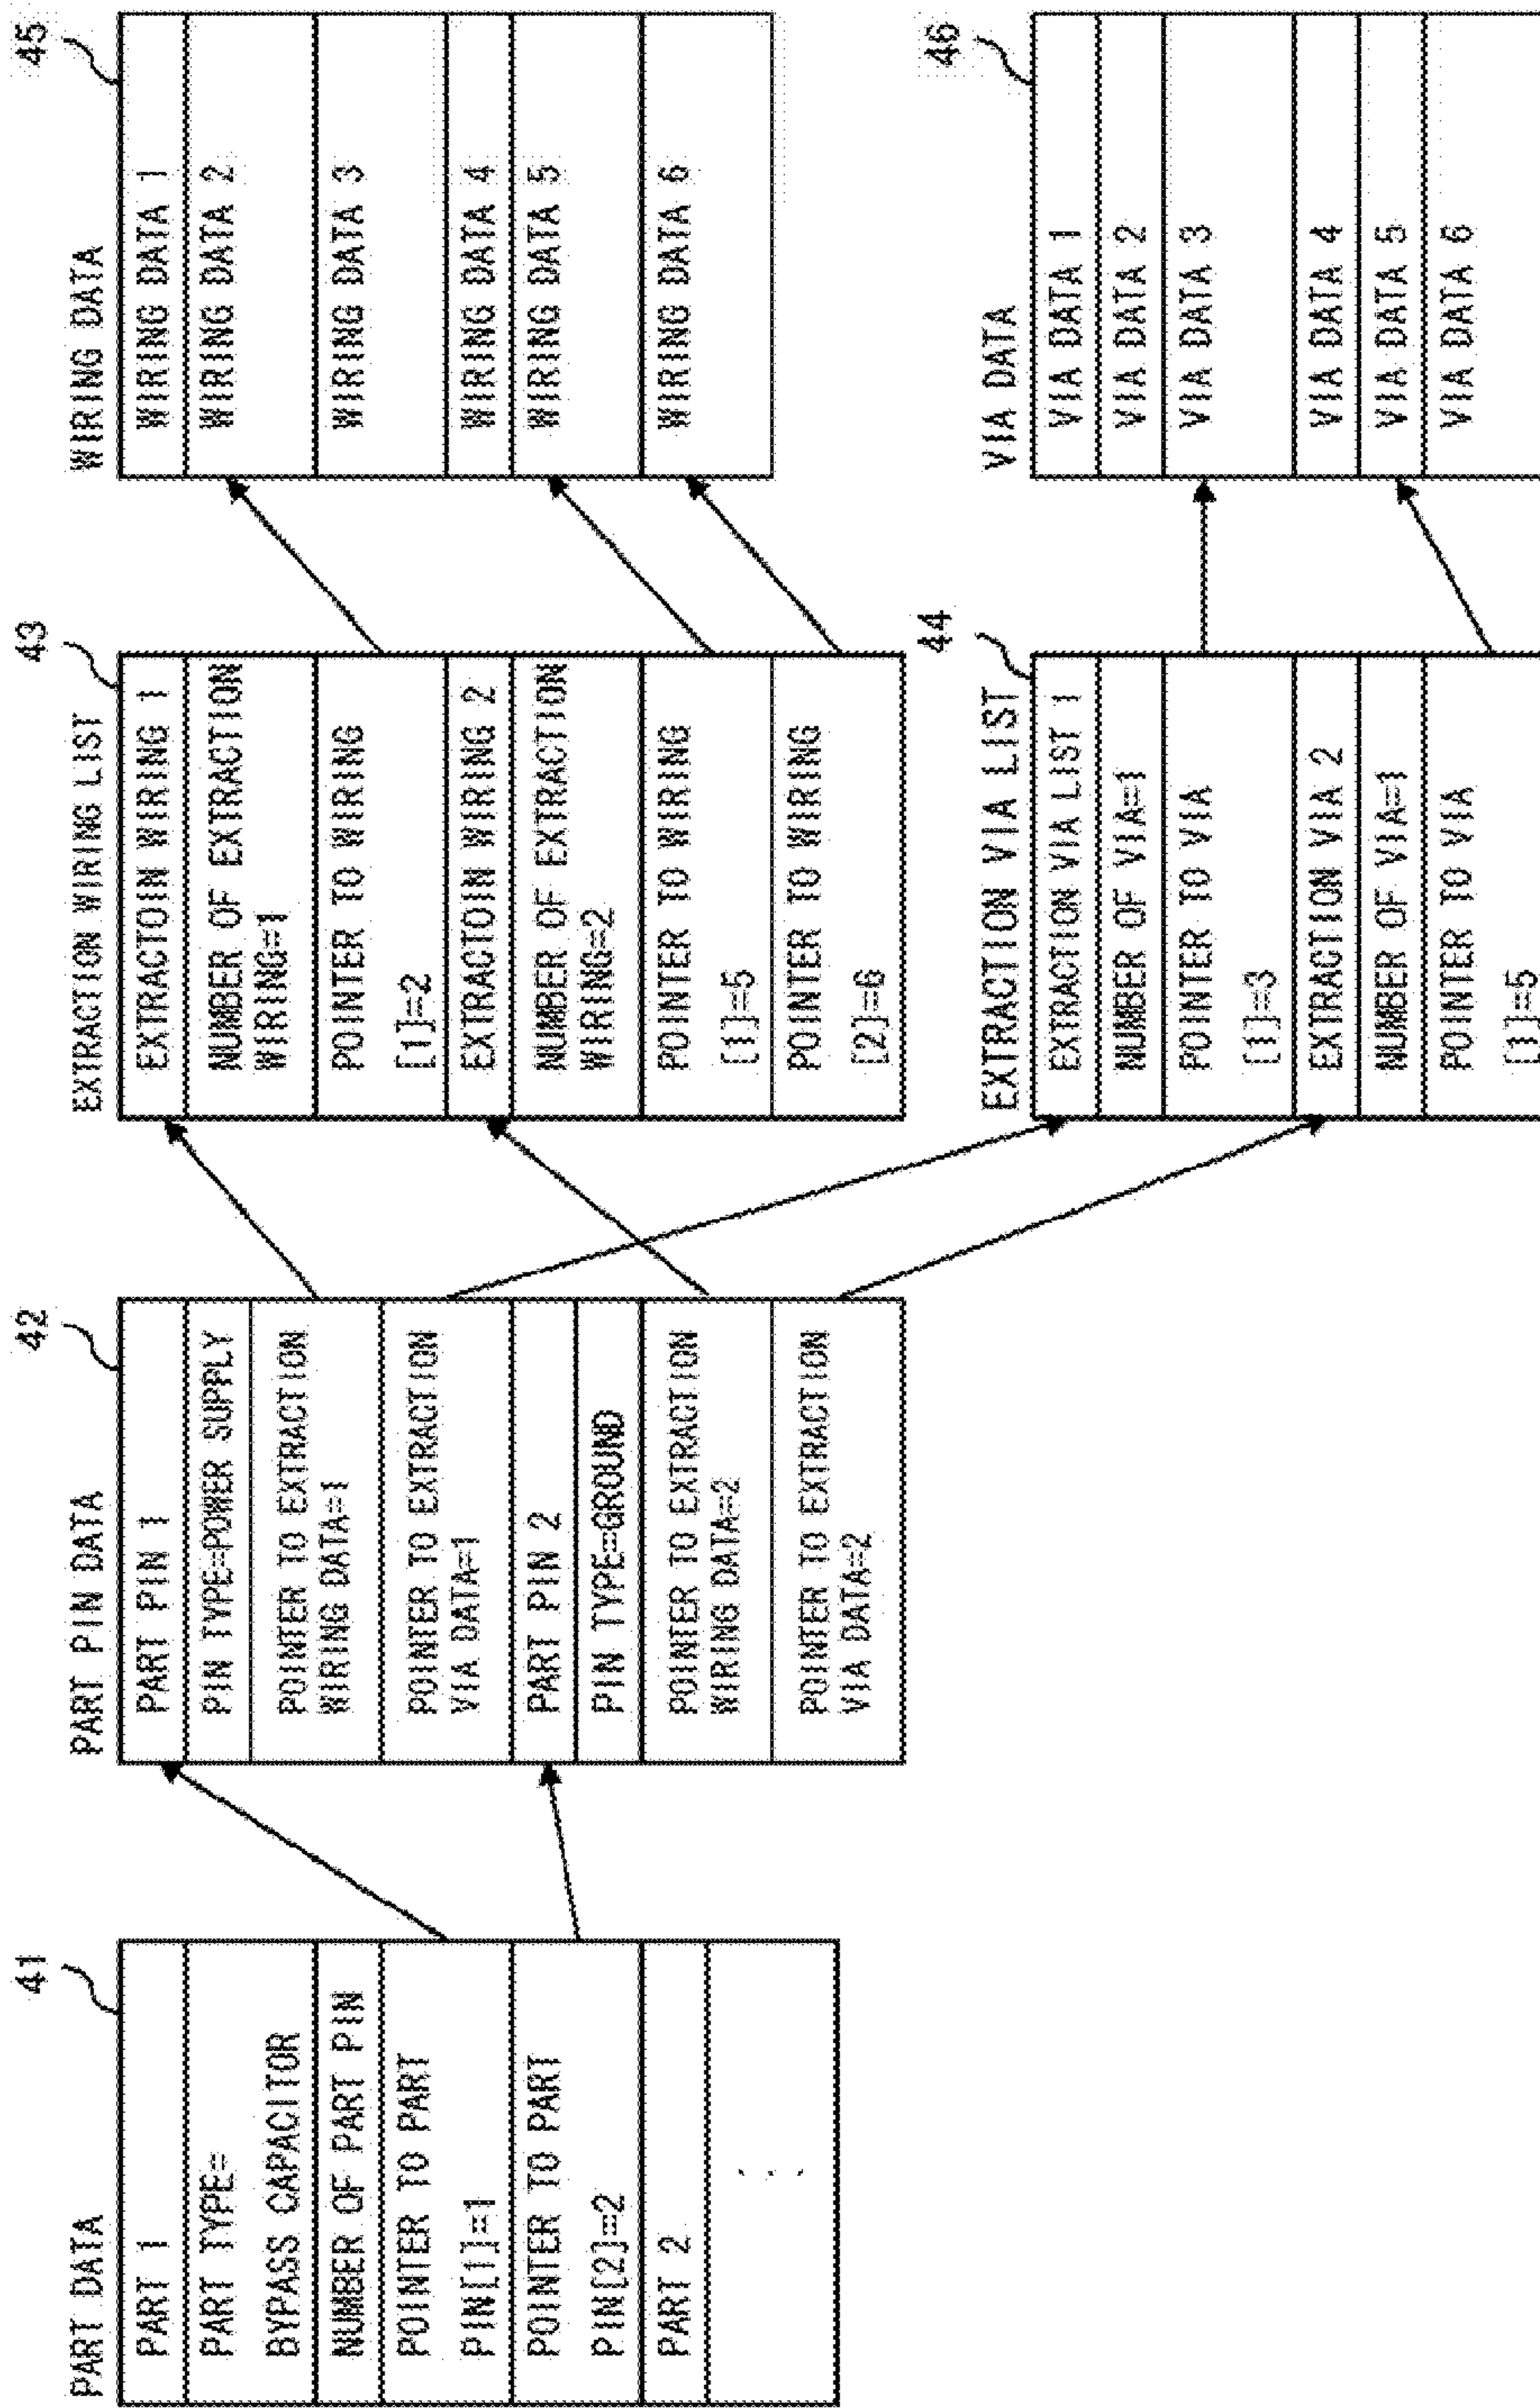 41
PART DATA
PART 1
PART TYPE=
BYPASS CAPACITOR
NUMBER OF PART PIN
POINTER TO PART
PIN[1]=1
POINTER TO PART
PIN[2]=2
PART 2
42
PART PIN DATA
PART PIN 1
PIN TYPE=POWER SUPPLY
POINTER TO EXTRACTION
WIRING DATA=1
POINTER TO EXTRACTION
VIA DATA=1
PART PIN 2
PIN TYPE=GROUND
POINTER TO EXTRACTION
WIRING DATA=2
POINTER TO EXTRACTION
VIA DATA=2
43
EXTRACTION WIRING LIST
EXTRACTOIN WIRING 1
NUMBER OF EXTRACTION
WIRING=1
POINTER TO WIRING
[1]=2
EXTRACTOIN WIRING 2
NUMBER OF EXTRACTION
WIRING=2
POINTER TO WIRING
[1]=5
POINTER TO WIRING
[2]=6
44
EXTRACTION VIA LIST
EXTRACTION VIA LIST 1
NUMBER OF VIA=1
POINTER TO VIA
[1]=3
EXTRACTION VIA 2
NUMBER OF VIA=1
POINTER TO VIA
[1]=5
45
WIRING DATA
WIRING DATA 1
WIRING DATA 2
WIRING DATA 3
WIRING DATA 4
WIRING DATA 5
WIRING DATA 6
46
VIA DATA
VIA DATA 1
VIA DATA 2
VIA DATA 3
VIA DATA 4
VIA DATA 5
VIA DATA 6